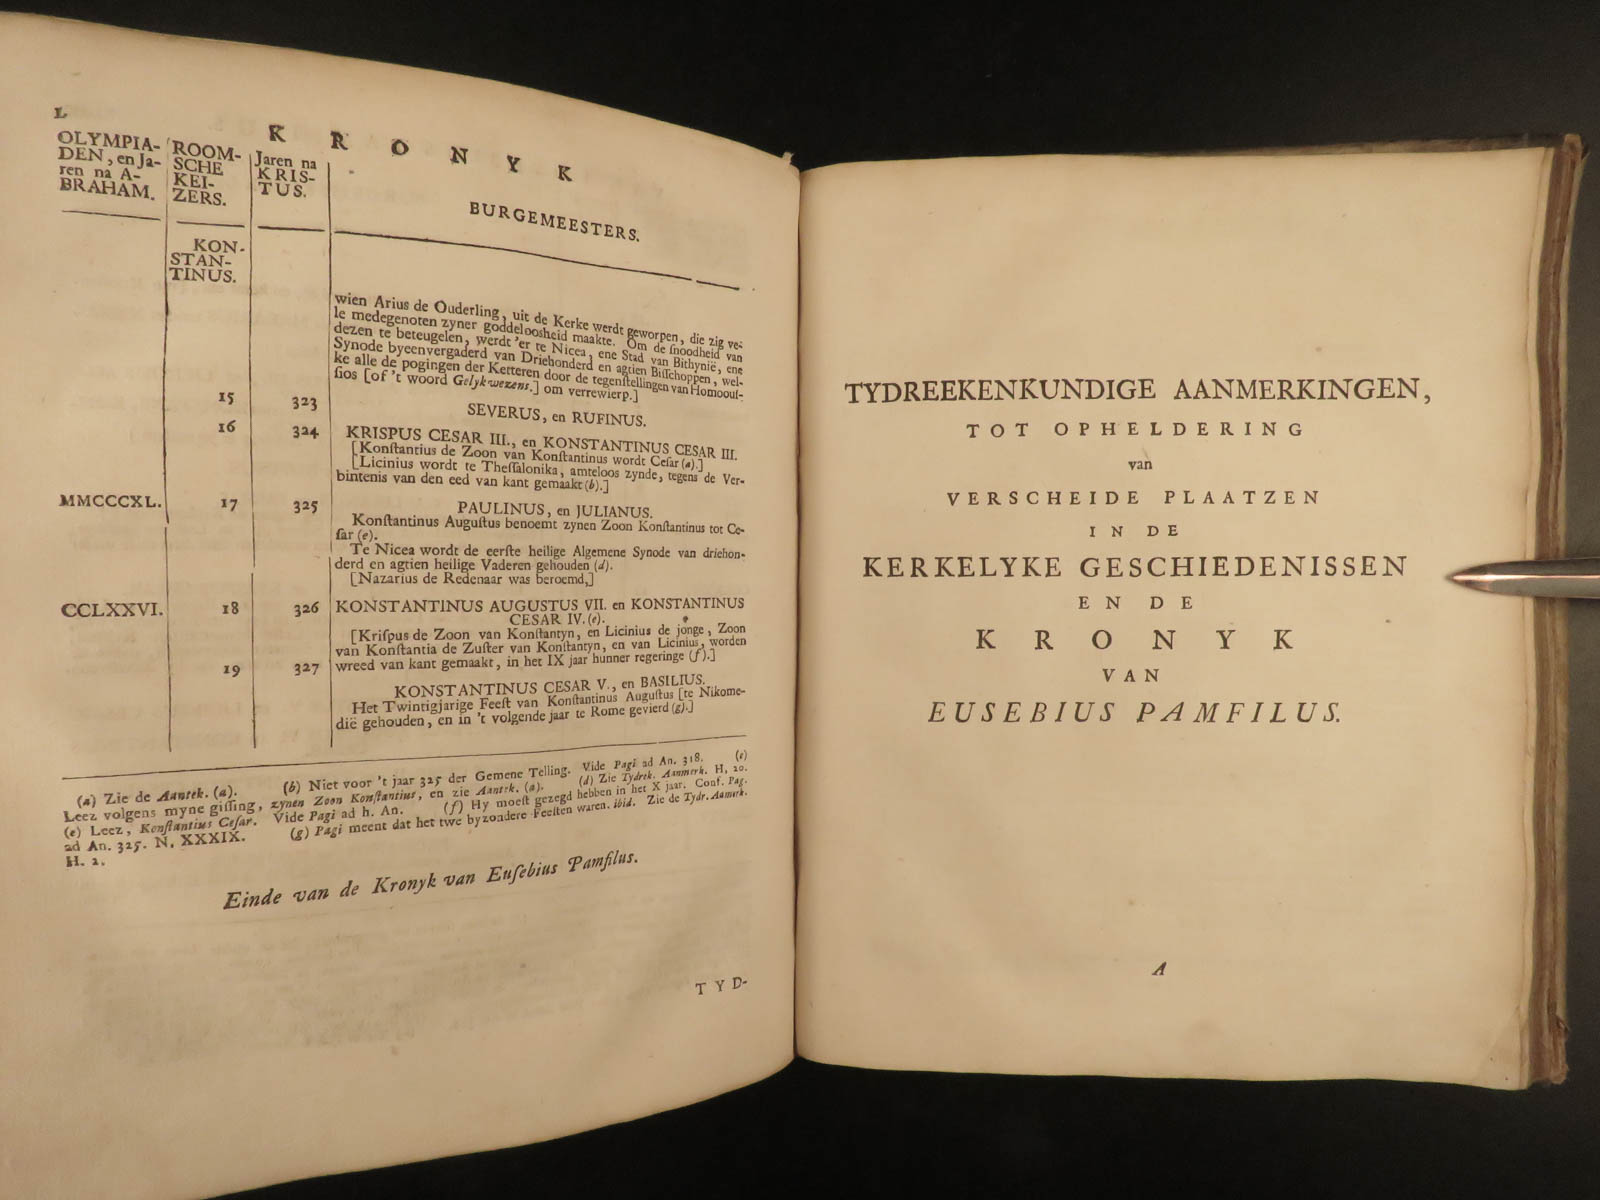 L
K R O N Y K
OLYMPIA-
DEN, en Ja-
ren na A-
BRAHAM.
ROOM-
SCHE
KEI-
ZERS.
Jaren na
KRIS-
TUS.
BURGEMEESTERS.
KON-
STAN-
TINUS.
wien Arius de Ouderling, uit de Kerke werdt geworpen, die zig ve-
le medegenoten zyner goddeloosheid maakte. Om de ſnoodheid van
dezen te beteugelen, werdt 'er te Nicea, ene Stad van Bithynië, ene
Synode byeenvergaderd van Driehonderd en agtien Biſſchoppen, wel-
ke alle de pogingen der Ketteren door de tegenſtellingen van Homoouſ-
ſios [of 't woord Gelykwezens.] om verrewierp.]
15 323 SEVERUS, en RUFINUS.
16 324 KRISPUS CESAR III., en KONSTANTINUS CESAR III.
[Konſtantius de Zoon van Konſtantinus wordt Ceſar (a).]
[Licinius wordt te Theſſalonika, amteloos zynde, tegens de Ver-
bintenis van den eed van kant gemaakt (b).]
MMCCCXL. 17 325 PAULINUS, en JULIANUS.
Konſtantinus Auguſtus benoemt zynen Zoon Konſtantinus tot Ce-
ſar (e).
Te Nicea wordt de eerſte heilige Algemene Synode van driehon-
derd en agtien heilige Vaderen gehouden (d).
[Nazarius de Redenaar was beroemd,]
CCLXXVI. 18 326 KONSTANTINUS AUGUSTUS VII. en KONSTANTINUS
CESAR IV. (e).
[Kriſpus de Zoon van Konſtantyn, en Licinius de jonge, Zoon
van Konſtantia de Zuſter van Konſtantyn, en van Licinius, worden
wreed van kant gemaakt, in het IX jaar hunner regeringe (f).]
19 327 KONSTANTINUS CESAR V., en BASILIUS.
Het Twintigjarige Feeſt van Konſtantinus Auguſtus [te Nikome-
dië gehouden, en in 't volgende jaar te Rome gevierd (g).]
(a) Zie de Aantek. (a). (b) Niet voor 't jaar 325 der Gemene Telling. Vide Pagi ad An. 318. (e)
Leez volgens myne giſſing, zynen Zoon Konſtantius, en zie Aantek. (a). (d) Zie Tydrek. Aanmerk. H, 20.
(e) Leez, Konſtantius Ceſar. Vide Pagi ad h. An. (f) Hy moeſt gezegd hebben in het X jaar. Conf. Pag.
ad An. 325. N. XXXIX. (g) Pagi meent dat het twe byzondere Feeſten waren. ibid. Zie de Tydr. Aanmerk.
H. 2.
Einde van de Kronyk van Euſebius Pamfilus.
TYD-
TYDREEKENKUNDIGE AANMERKINGEN,
TOT OPHELDERING
van
VERSCHEIDE PLAATZEN
IN DE
KERKELYKE GESCHIEDENISSEN
EN DE
KRONYK
VAN
EUSEBIUS PAMFILUS.
A